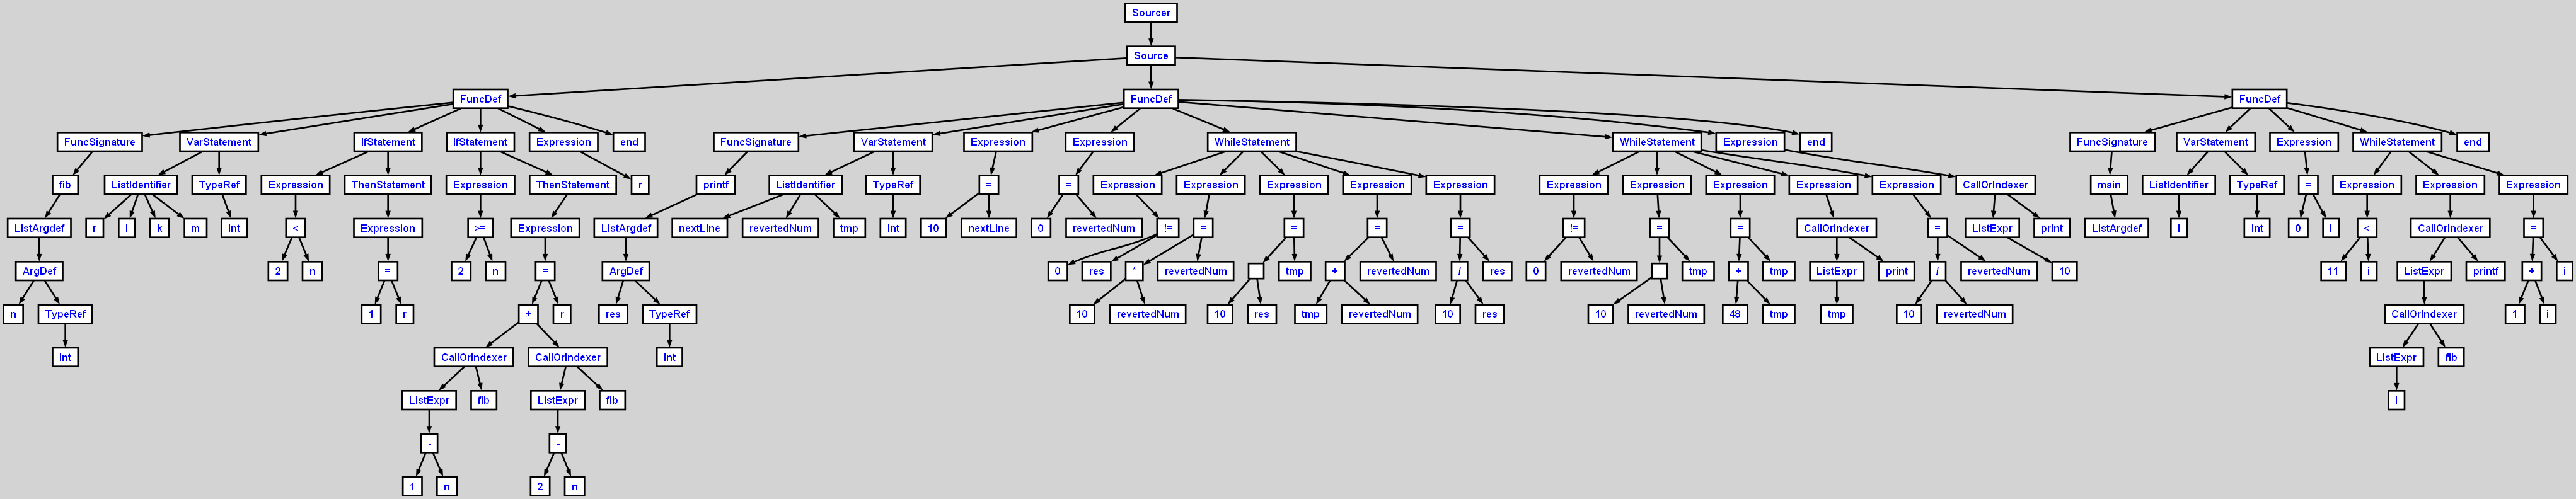 Sourcer
Source
FuncDef FuncDef FuncDef
FuncSignature VarStatement IfStatement IfStatement Expression end FuncSignature VarStatement Expression Expression WhileStatement WhileStatement Expression end FuncSignature VarStatement Expression WhileStatement end
fib ListIdentifier TypeRef Expression ThenStatement Expression ThenStatement r printf ListIdentifier TypeRef = = Expression Expression Expression Expression Expression Expression Expression Expression Expression Expression CallOrIndexer main ListIdentifier TypeRef = Expression Expression Expression
ListArgdef r l k m int < Expression >= Expression ListArgdef nextLine revertedNum tmp int 10 nextLine 0 revertedNum != = = = = != = = CallOrIndexer = ListExpr print ListArgdef i int 0 i < CallOrIndexer =
ArgDef 2 n = 2 n = ArgDef 0 res * revertedNum tmp + revertedNum / res 0 revertedNum tmp + tmp ListExpr print / revertedNum 10 11 i ListExpr printf + i
n TypeRef 1 r + r res TypeRef 10 revertedNum 10 res tmp revertedNum 10 res 10 revertedNum 48 tmp tmp 10 revertedNum CallOrIndexer 1 i
int CallOrIndexer CallOrIndexer int ListExpr fib
ListExpr fib ListExpr fib i
- -
1 n 2 n